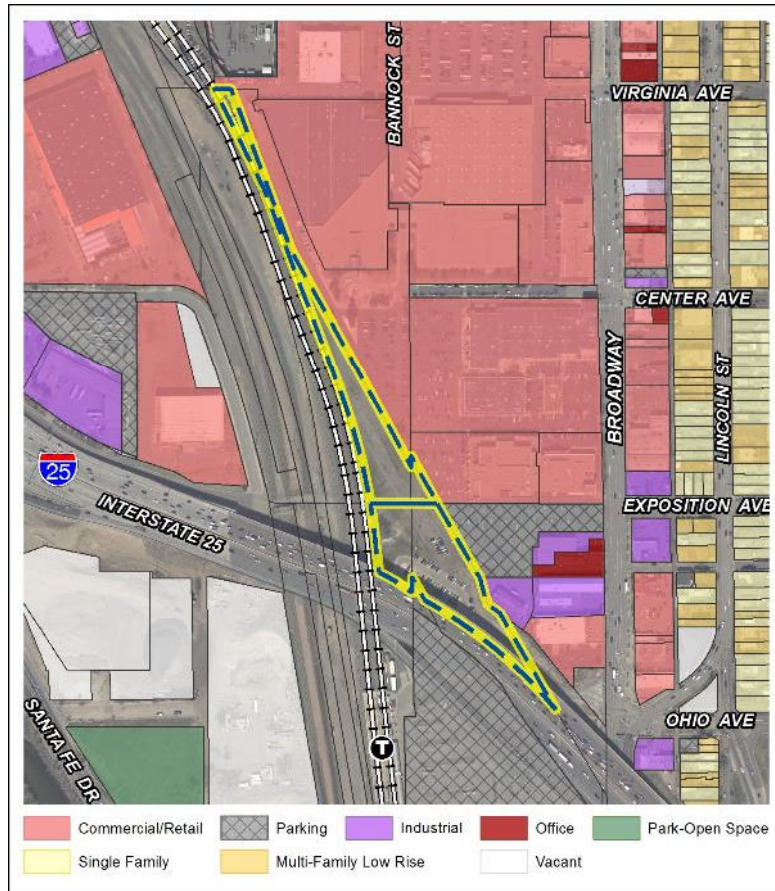 BANNOCK ST
VIRGINIA AVE
CENTER AVE
BROADWAY
LINCOLN ST
25
INTERSTATE 25
EXPOSITION AVE
SANTA FE DR
T
OHIO AVE
Commercial/Retail
Parking
Industrial
Office
Park-Open Space
Single Family
Multi-Family Low Rise
Vacant